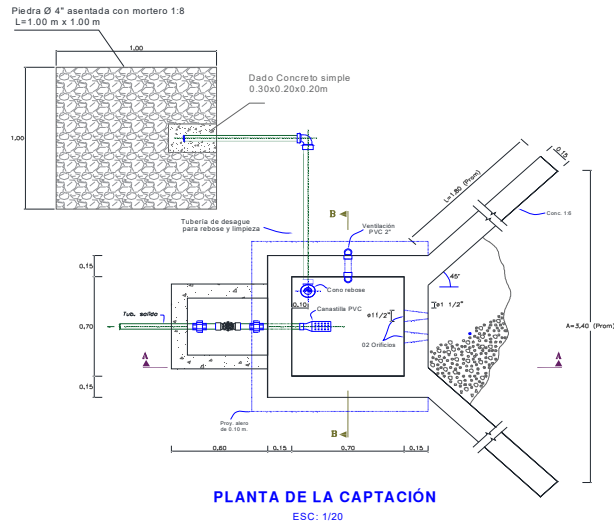 Piedra Ø 4" asentada con mortero 1:8
L=1.00 m x 1.00 m
1,00
1,00
Dado Concreto simple
0.30x0.20x0.20m
0.15
L=1,80 (Prom)
Conc. 1:6
Tubería de desague
para rebose y limpieza
B
Ventilación
PVC 2"
45°
0,15
Cono rebose
0.10
Canastilla PVC
ø11/2"
ø1 1/2"
Tub. salida
0,70
02 Orificios
A=3,40 (Prom)
A
A
0,15
B
Proy. alero
de 0.10 m.
0,60
0,15
0,70
0,15
PLANTA DE LA CAPTACIÓN
ESC: 1/20